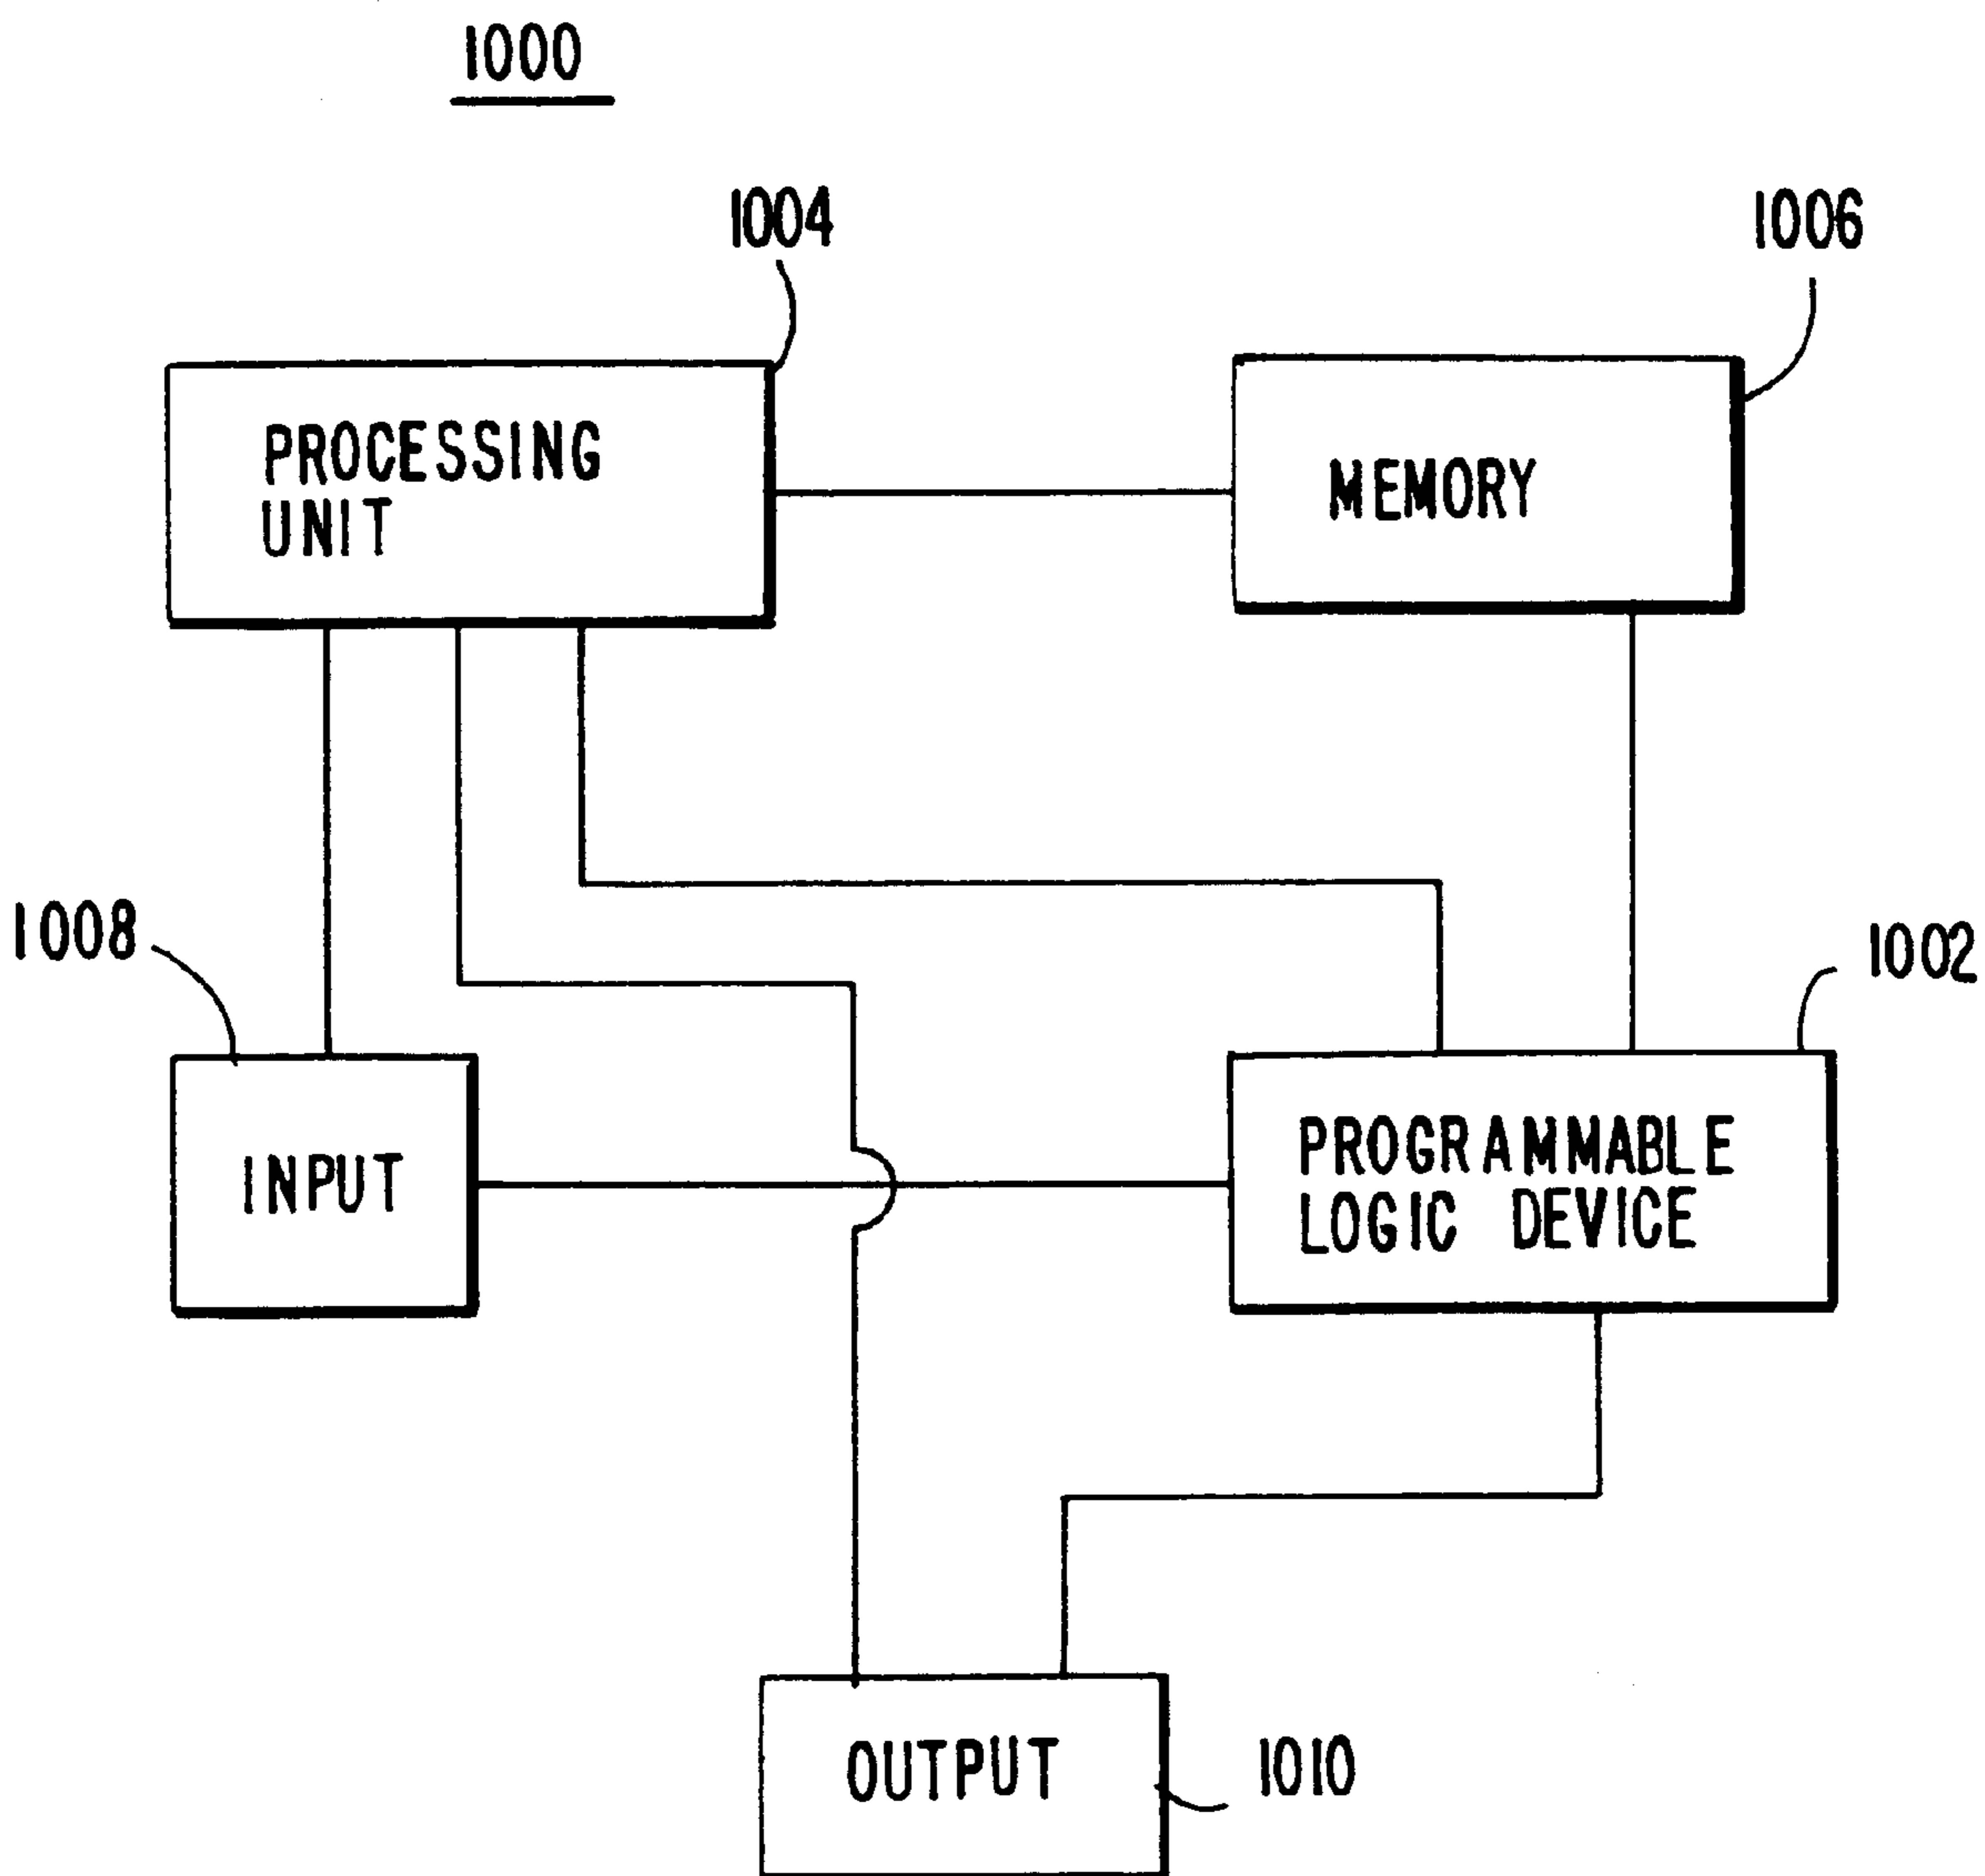 1000
1004
1006
PROCESSING
UNIT
MEMORY
1008
1002
INPUT
PROGRAMMABLE
LOGIC DEVICE
OUTPUT
1010